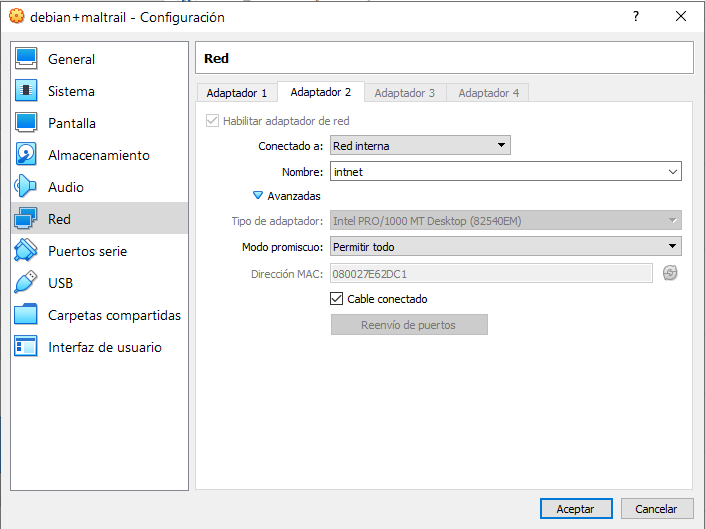 debian+maltrail - Configuración
?
General
Sistema
Pantalla
Almacenamiento
Audio
Red
Puertos serie
USB
Carpetas compartidas
Interfaz de usuario
Red
Adaptador 1 Adaptador 2 Adaptador 3 Adaptador 4
Habilitar adaptador de red
Conectado a: Red interna
Nombre: intnet
Avanzadas
Tipo de adaptador: Intel PRO/1000 MT Desktop (82540EM)
Modo promiscuo: Permitir todo
Dirección MAC: 080027E62DC1
Cable conectado
Reenvío de puertos
Aceptar Cancelar